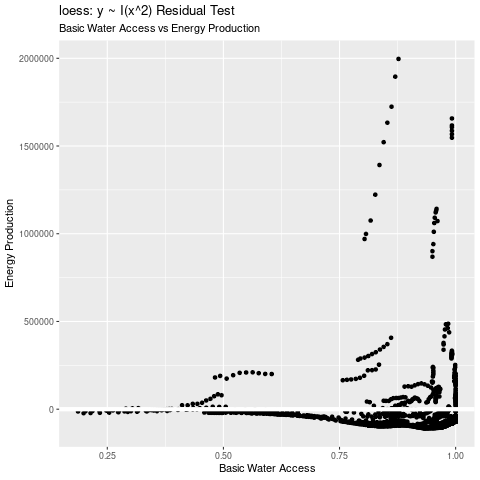 loess: y ~ I(x^2) Residual Test
Basic Water Access vs Energy Production
2000000
1500000
1000000
500000
0
Energy Production
0.25
0.50
0.75
1.00
Basic Water Access